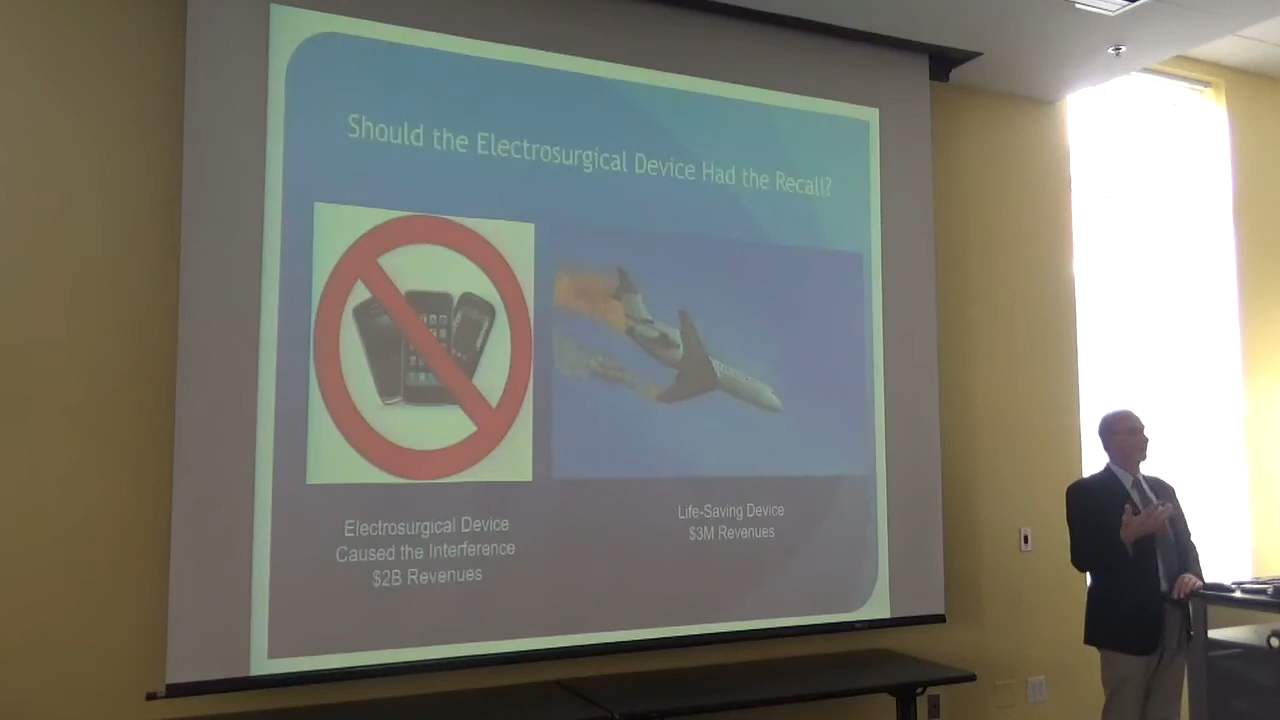 Should the Electrosurgical Device Had the Recall?
Electrosurgical Device
Caused the Interference
$2B Revenues
Life-Saving Device
$3M Revenues